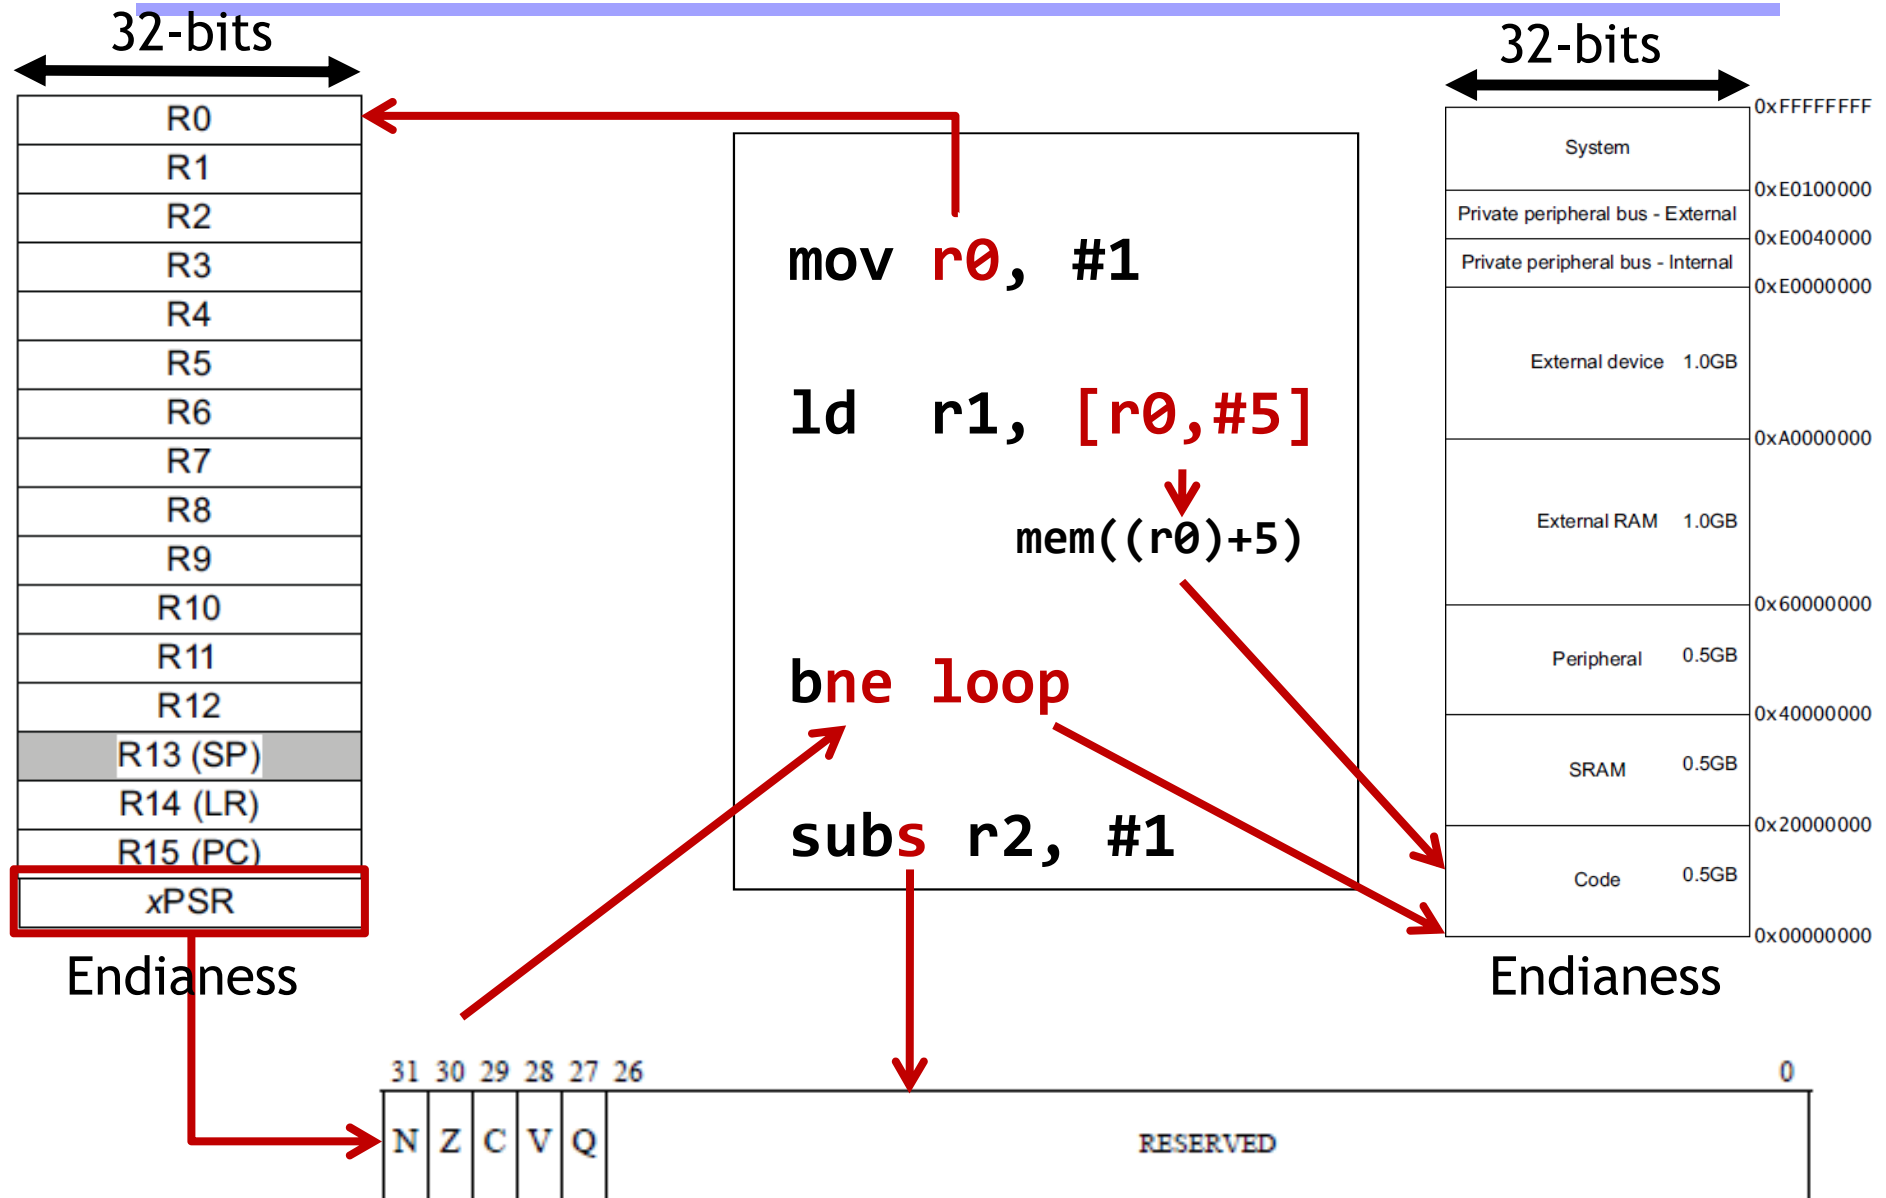 32-bits
R0
R1
R2
R3
R4
R5
R6
R7
R8
R9
R10
R11
R12
R13 (SP)
R14 (LR)
R15 (PC)
xPSR
Endianess
mov r0, #1
ld r1, [r0,#5]
mem((r0)+5)
bne loop
subs r2, #1
32-bits
0xFFFFFFFF
System
0xE0100000
Private peripheral bus - External
0xE0040000
Private peripheral bus - Internal
0xE0000000
External device 1.0GB
0xA0000000
External RAM 1.0GB
0x60000000
Peripheral 0.5GB
0x40000000
SRAM 0.5GB
0x20000000
Code 0.5GB
0x00000000
Endianess
31 30 29 28 27 26 0
N Z C V Q RESERVED